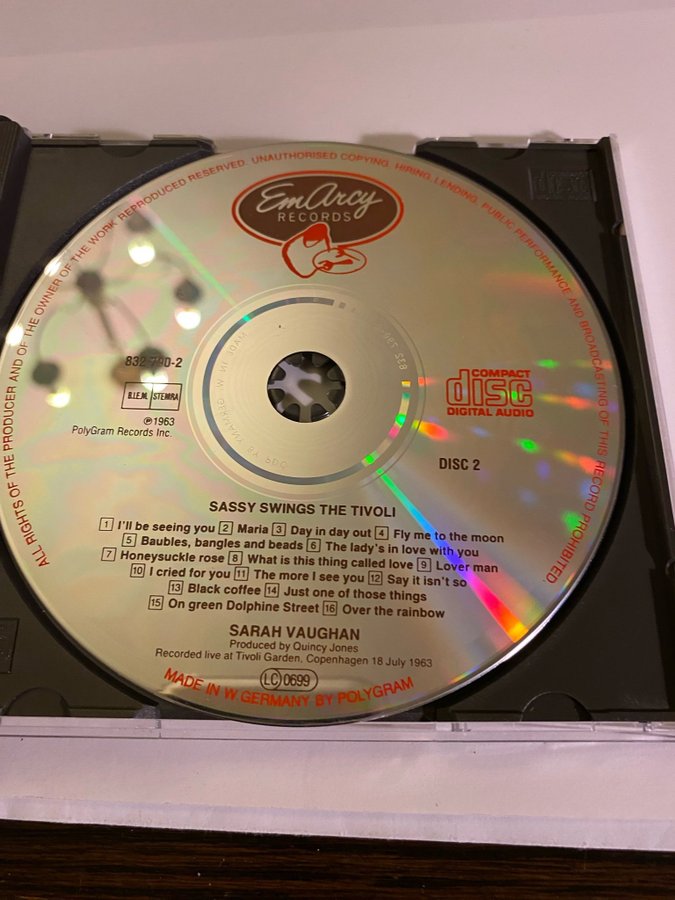 ALL RIGHTS OF THE PRODUCER AND OF THE OWNER OF THE WORK REPRODUCED RESERVED. UNAUTHORISED COPYING, HIRING, LENDING, PUBLIC PERFORMANCE AND BROADCASTING OF THIS RECORD PROHIBITED.
EmArcy
RECORDS
B.I.E.M. STEMRA
℗1963
PolyGram Records Inc.
COMPACT
disc
DIGITAL AUDIO
DISC 2
SASSY SWINGS THE TIVOLI
1 I'll be seeing you 2 Maria 3 Day in day out 4 Fly me to the moon
5 Baubles, bangles and beads 6 The lady's in love with you
7 Honeysuckle rose 8 What is this thing called love 9 Lover man
10 I cried for you 11 The more I see you 12 Say it isn't so
13 Black coffee 14 Just one of those things
15 On green Dolphine Street 16 Over the rainbow
SARAH VAUGHAN
Produced by Quincy Jones
Recorded live at Tivoli Garden, Copenhagen 18 July 1963
LC 0699
MADE IN W. GERMANY BY POLYGRAM